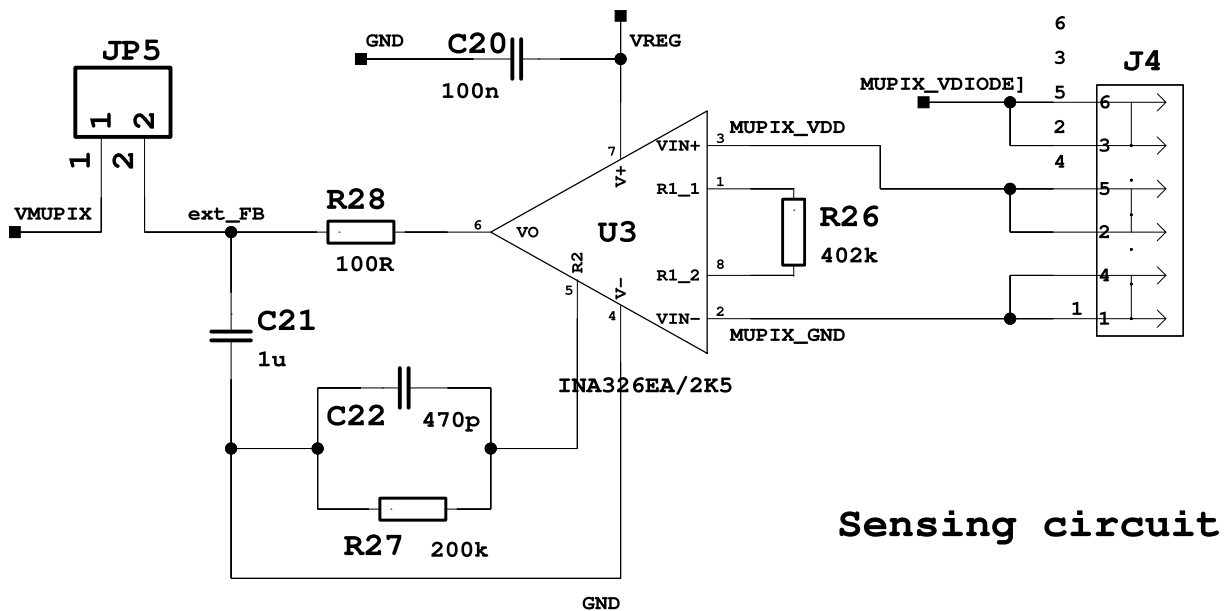 6
GND
C20
VREG
JP5
3
J4
100n
MUPIX_VDIODE]
5
6
1
2
MUPIX_VDD
2
3
VIN+
3
7
V+
1
2
4
R1_1
1
5
R28
VMUPIX
ext_FB
R26
6
VO
U3
2
402k
100R
R2
8
R1_2
4
5
V-
C21
4
VIN-
2
1
1
1u
MUPIX_GND
INA326EA/2K5
C22
470p
Sensing circuit
R27
200k
GND